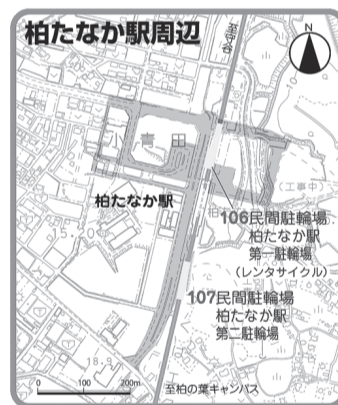 柏たなか駅周辺
N
至守谷
小青田
(工事中)
柏たなか駅
106民間駐輪場
柏たなか駅
第一駐輪場
(レンタサイクル)
15.20
107民間駐輪場
柏たなか駅
第二駐輪場
18.9
0 100 200m
至柏の葉キャンパス